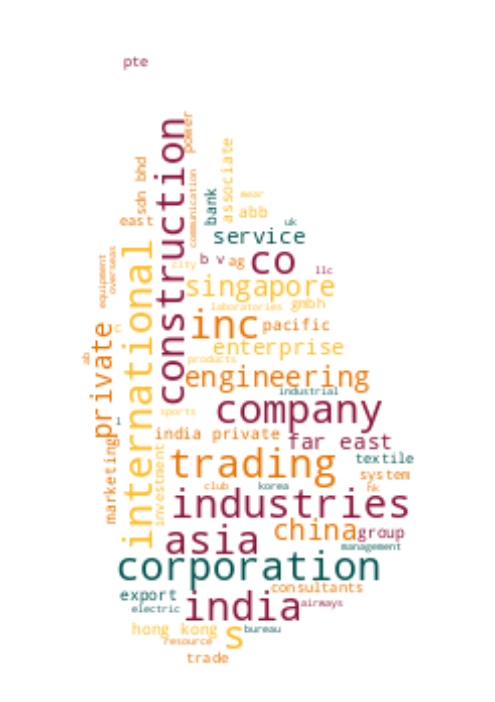 pte
power
construction
sdn bhd
communication
bank
associate
wear
abb
east
uk
service
international
equipment
overseas
city
b v
ag
co
llc
singapore
laboratories
gmbh
c
inc
pacific
private
enterprise
ab
products
engineering
industrial
sports
company
l
india private
far east
marketing
investment
trading
textile
system
club
korea
hk
industries
china
group
asia
management
corporation
consultants
export
electric
india
airways
hong kong
s
bureau
resource
trade